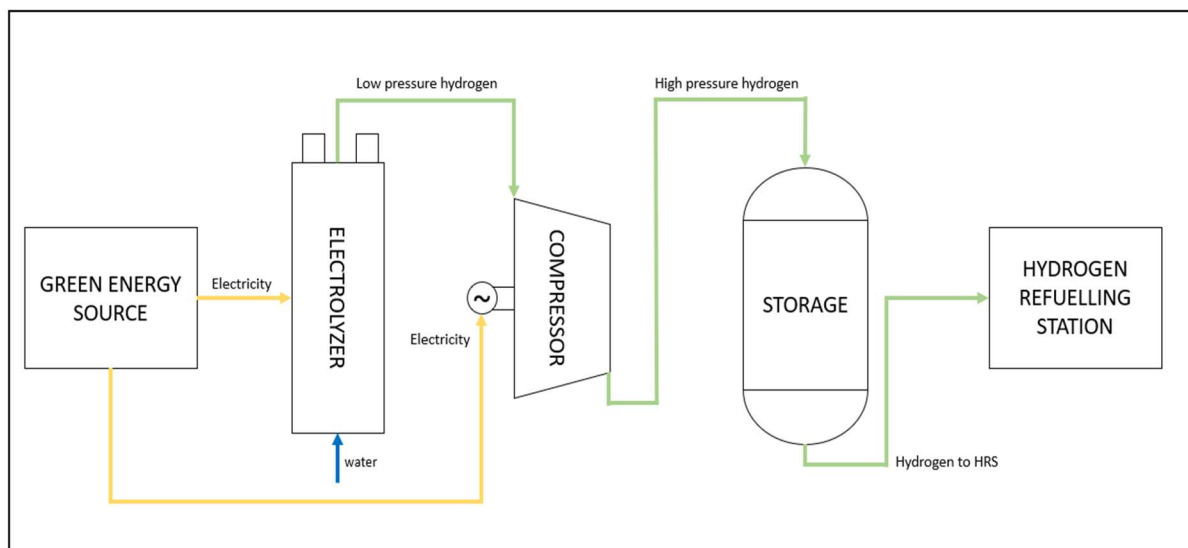 Low pressure hydrogen
High pressure hydrogen
GREEN ENERGY
SOURCE
Electricity
ELECTROLYZER
water
~
Electricity
COMPRESSOR
STORAGE
HYDROGEN
REFUELLING
STATION
Hydrogen to HRS